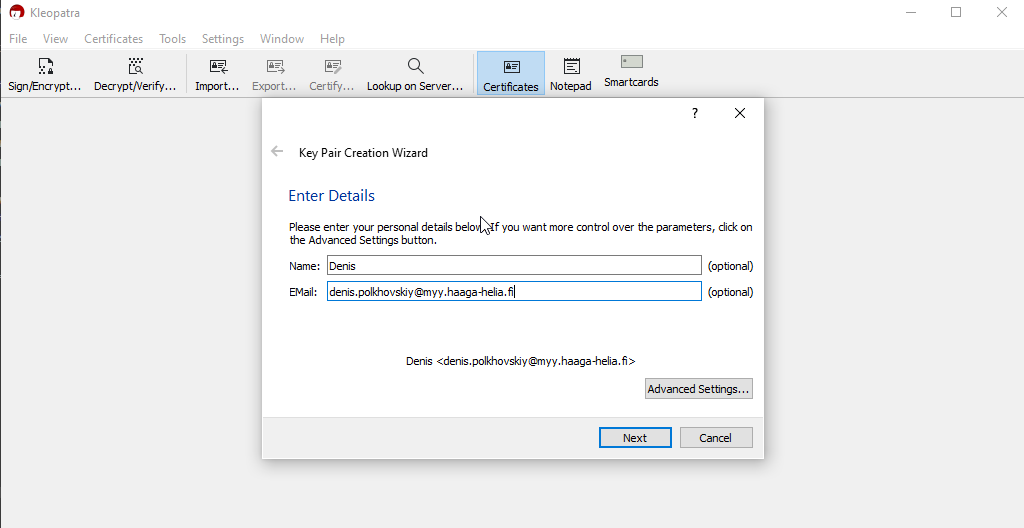 Kleopatra
File View Certificates Tools Settings Window Help
Sign/Encrypt... Decrypt/Verify... Import... Export... Certify... Lookup on Server... Certificates Notepad Smartcards
?
Key Pair Creation Wizard
Enter Details
Please enter your personal details below. If you want more control over the parameters, click on
the Advanced Settings button.
Name: Denis (optional)
EMail: denis.polkhovskiy@myy.haaga-helia.fi (optional)
Denis <denis.polkhovskiy@myy.haaga-helia.fi>
Advanced Settings...
Next Cancel